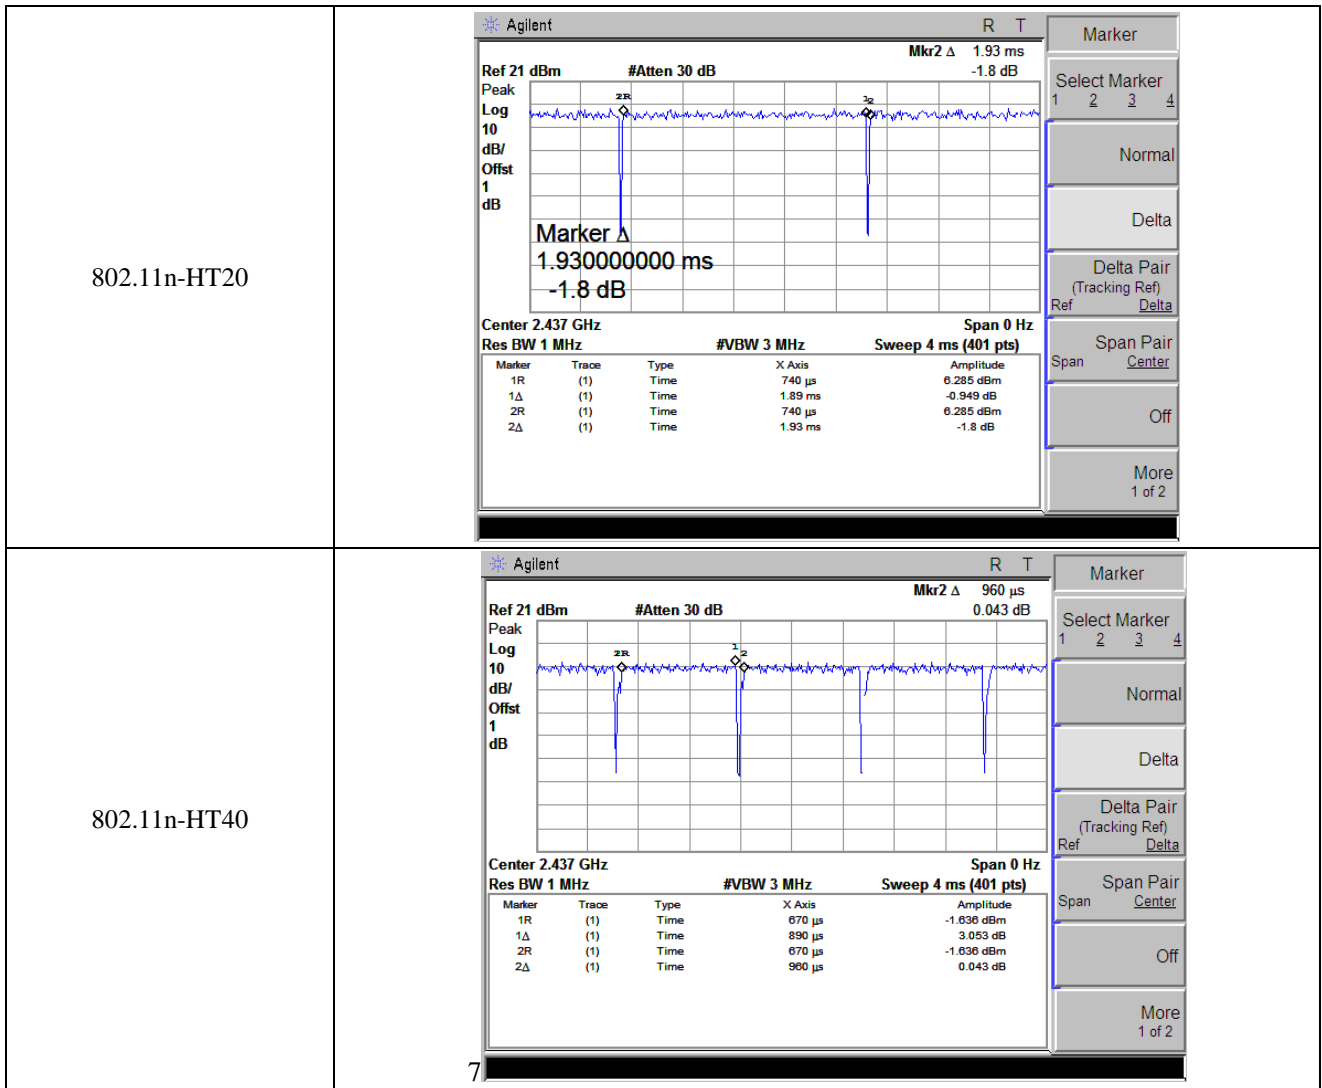 802.11n-HT20
Agilent R T
Mkr2 Δ 1.93 ms
Ref 21 dBm #Atten 30 dB -1.8 dB
Peak
Log
10
dB/
Offst
1
dB
2R
1
2
Marker Δ
1.930000000 ms
-1.8 dB
Center 2.437 GHz Span 0 Hz
Res BW 1 MHz #VBW 3 MHz Sweep 4 ms (401 pts)
Marker Trace Type X Axis Amplitude
1R (1) Time 740 µs 6.285 dBm
1Δ (1) Time 1.89 ms -0.949 dB
2R (1) Time 740 µs 6.285 dBm
2Δ (1) Time 1.93 ms -1.8 dB
Marker
Select Marker
1 2 3 4
Normal
Delta
Delta Pair
(Tracking Ref)
Ref Delta
Span Pair
Span Center
Off
More
1 of 2
802.11n-HT40
Agilent R T
Mkr2 Δ 960 µs
Ref 21 dBm #Atten 30 dB 0.043 dB
Peak
Log
10
dB/
Offst
1
dB
2R
1
2
Center 2.437 GHz Span 0 Hz
Res BW 1 MHz #VBW 3 MHz Sweep 4 ms (401 pts)
Marker Trace Type X Axis Amplitude
1R (1) Time 670 µs -1.636 dBm
1Δ (1) Time 890 µs 3.053 dB
2R (1) Time 670 µs -1.636 dBm
2Δ (1) Time 960 µs 0.043 dB
Marker
Select Marker
1 2 3 4
Normal
Delta
Delta Pair
(Tracking Ref)
Ref Delta
Span Pair
Span Center
Off
More
1 of 2
7